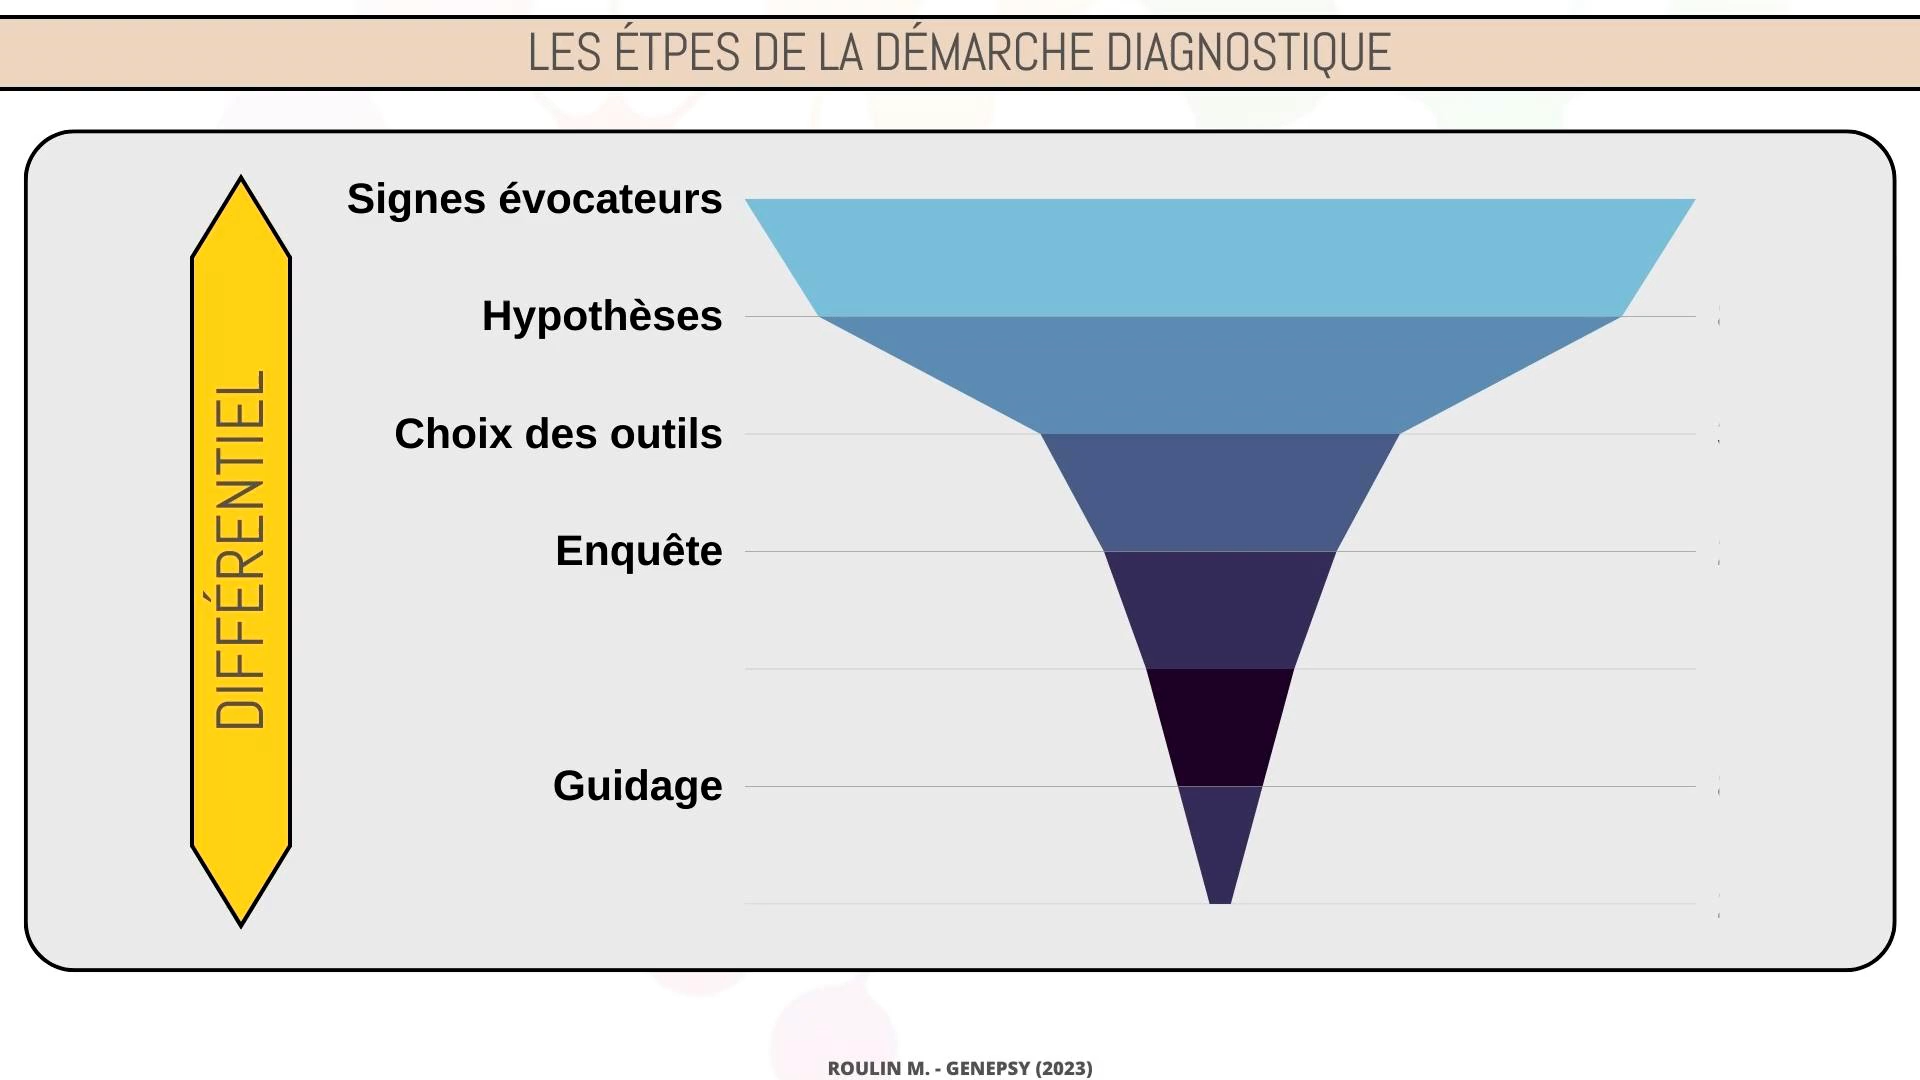 LES ÉTPES DE LA DÉMARCHE DIAGNOSTIQUE
DIFFÉRENTIEL
Signes évocateurs
Hypothèses
Choix des outils
Enquête
Guidage
ROULIN M. - GENEPSY (2023)